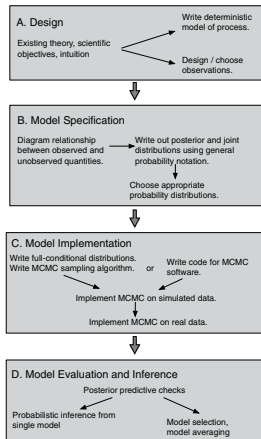 A. Design
Write deterministic
model of process.
Existing theory, scientific
objectives, intuition
Design / choose
observations.
B. Model Specification
Diagram relationship
between observed and
unobserved quantities.
Write out posterior and joint
distributions using general
probability notation.
Choose appropriate
probability distributions.
C. Model Implementation
Write full-conditional distributions.
Write MCMC sampling algorithm.
or
Write code for MCMC
software.
Implement MCMC on simulated data.
Implement MCMC on real data.
D. Model Evaluation and Inference
Posterior predictive checks
Probabilistic inference from
single model
Model selection,
model averaging